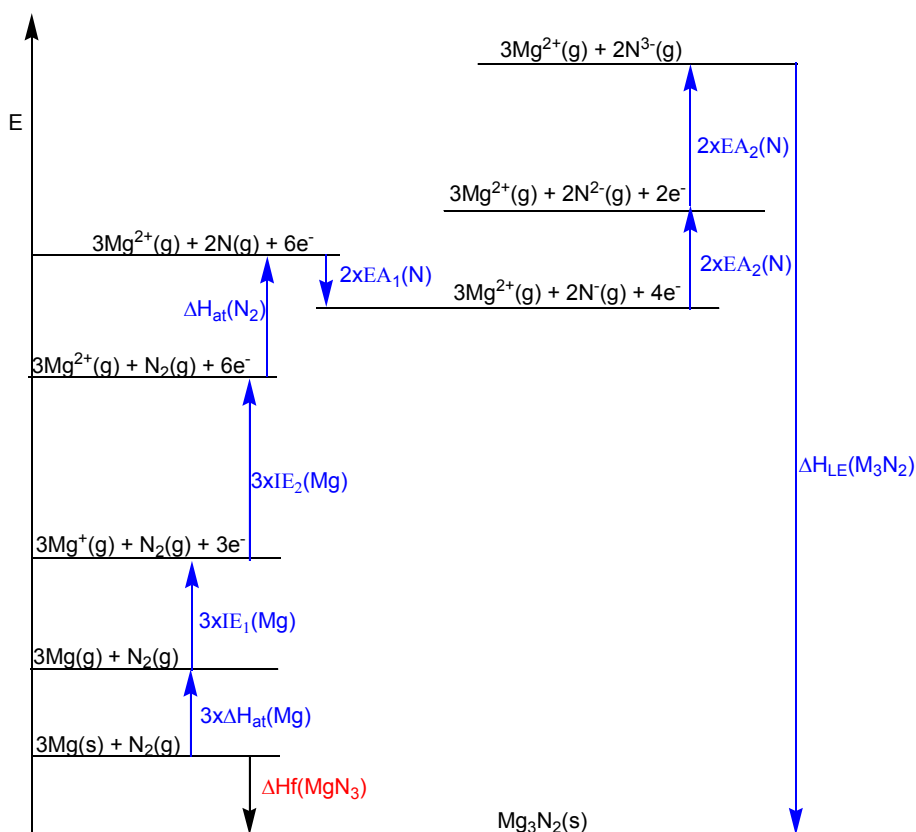 3Mg²⁺(g) + 2N³⁻(g)
E
2xEA₂(N)
3Mg²⁺(g) + 2N²⁻(g) + 2e⁻
3Mg²⁺(g) + 2N(g) + 6e⁻
2xEA₁(N)
2xEA₂(N)
3Mg²⁺(g) + 2N⁻(g) + 4e⁻
ΔHat(N₂)
3Mg²⁺(g) + N₂(g) + 6e⁻
3xIE₂(Mg)
ΔHLE(M₃N₂)
3Mg⁺(g) + N₂(g) + 3e⁻
3xIE₁(Mg)
3Mg(g) + N₂(g)
3xΔHat(Mg)
3Mg(s) + N₂(g)
ΔHf(MgN₃)
Mg₃N₂(s)